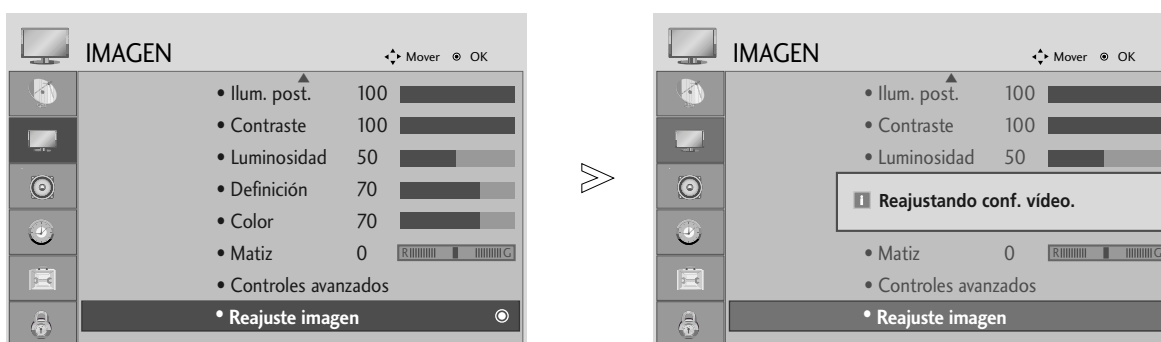 IMAGEN
Mover OK
• Ilum. post. 100
• Contraste 100
• Luminosidad 50
• Definición 70
• Color 70
• Matiz 0 R G
• Controles avanzados
• Reajuste imagen
IMAGEN
Mover OK
• Ilum. post. 100
• Contraste 100
• Luminosidad 50
i Reajustando conf. vídeo.
• Matiz 0 R G
• Controles avanzados
• Reajuste imagen